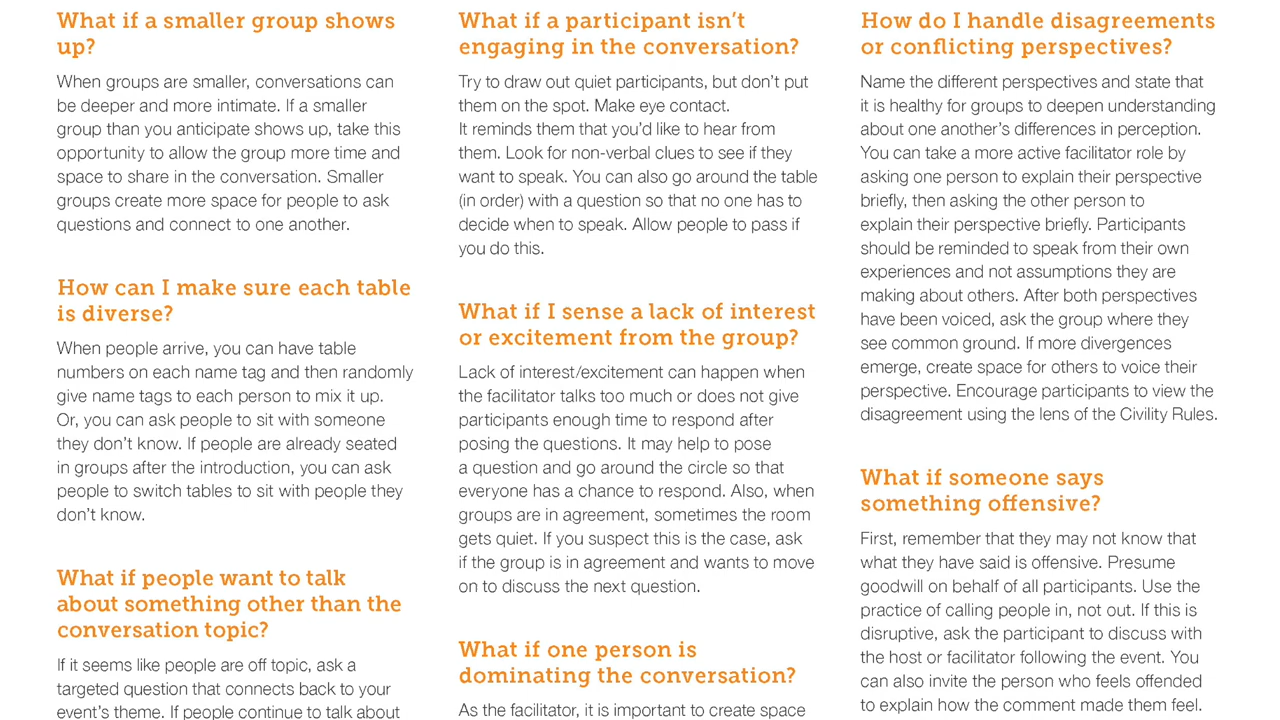 What if a smaller group shows
up?
When groups are smaller, conversations can
be deeper and more intimate. If a smaller
group than you anticipate shows up, take this
opportunity to allow the group more time and
space to share in the conversation. Smaller
groups create more space for people to ask
questions and connect to one another.
How can I make sure each table
is diverse?
When people arrive, you can have table
numbers on each name tag and then randomly
give name tags to each person to mix it up.
Or, you can ask people to sit with someone
they don’t know. If people are already seated
in groups after the introduction, you can ask
people to switch tables to sit with people they
don’t know.
What if people want to talk
about something other than the
conversation topic?
If it seems like people are off topic, ask a
targeted question that connects back to your
event’s theme. If people continue to talk about
What if a participant isn’t
engaging in the conversation?
Try to draw out quiet participants, but don’t put
them on the spot. Make eye contact.
It reminds them that you’d like to hear from
them. Look for non-verbal clues to see if they
want to speak. You can also go around the table
(in order) with a question so that no one has to
decide when to speak. Allow people to pass if
you do this.
What if I sense a lack of interest
or excitement from the group?
Lack of interest/excitement can happen when
the facilitator talks too much or does not give
participants enough time to respond after
posing the questions. It may help to pose
a question and go around the circle so that
everyone has a chance to respond. Also, when
groups are in agreement, sometimes the room
gets quiet. If you suspect this is the case, ask
if the group is in agreement and wants to move
on to discuss the next question.
What if one person is
dominating the conversation?
As the facilitator, it is important to create space
How do I handle disagreements
or conflicting perspectives?
Name the different perspectives and state that
it is healthy for groups to deepen understanding
about one another’s differences in perception.
You can take a more active facilitator role by
asking one person to explain their perspective
briefly, then asking the other person to
explain their perspective briefly. Participants
should be reminded to speak from their own
experiences and not assumptions they are
making about others. After both perspectives
have been voiced, ask the group where they
see common ground. If more divergences
emerge, create space for others to voice their
perspective. Encourage participants to view the
disagreement using the lens of the Civility Rules.
What if someone says
something offensive?
First, remember that they may not know that
what they have said is offensive. Presume
goodwill on behalf of all participants. Use the
practice of calling people in, not out. If this is
disruptive, ask the participant to discuss with
the host or facilitator following the event. You
can also invite the person who feels offended
to explain how the comment made them feel.